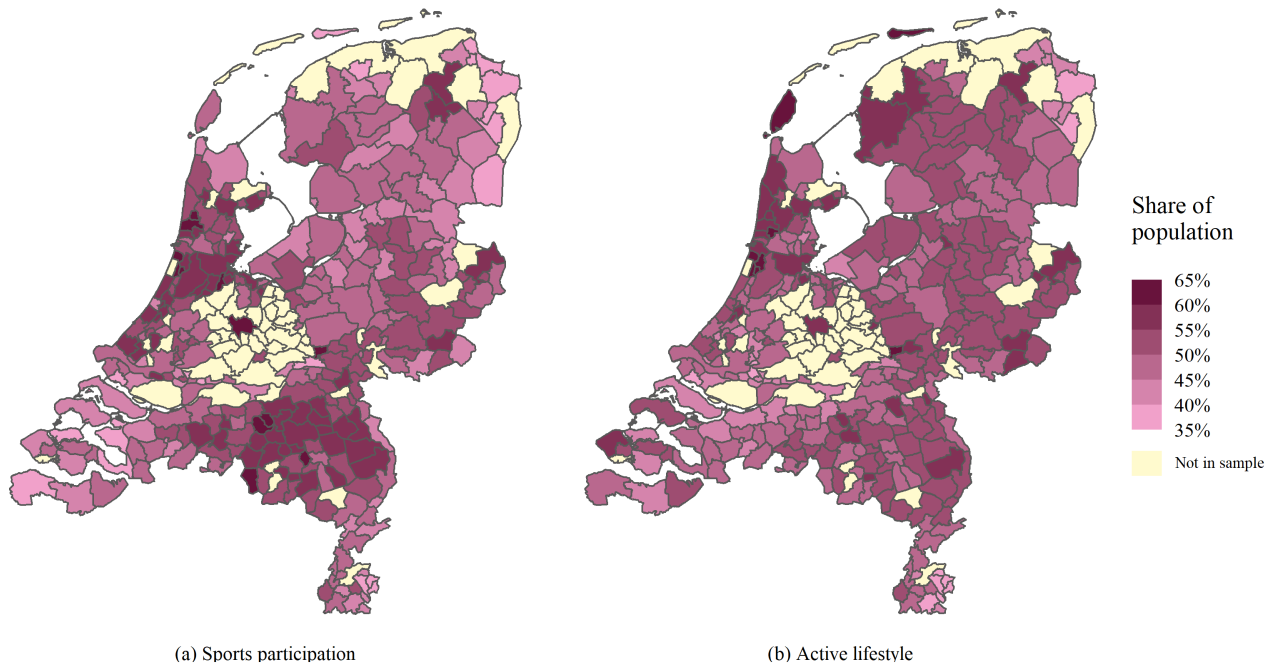 Share of
population
65%
60%
55%
50%
45%
40%
35%
Not in sample
(a) Sports participation
(b) Active lifestyle